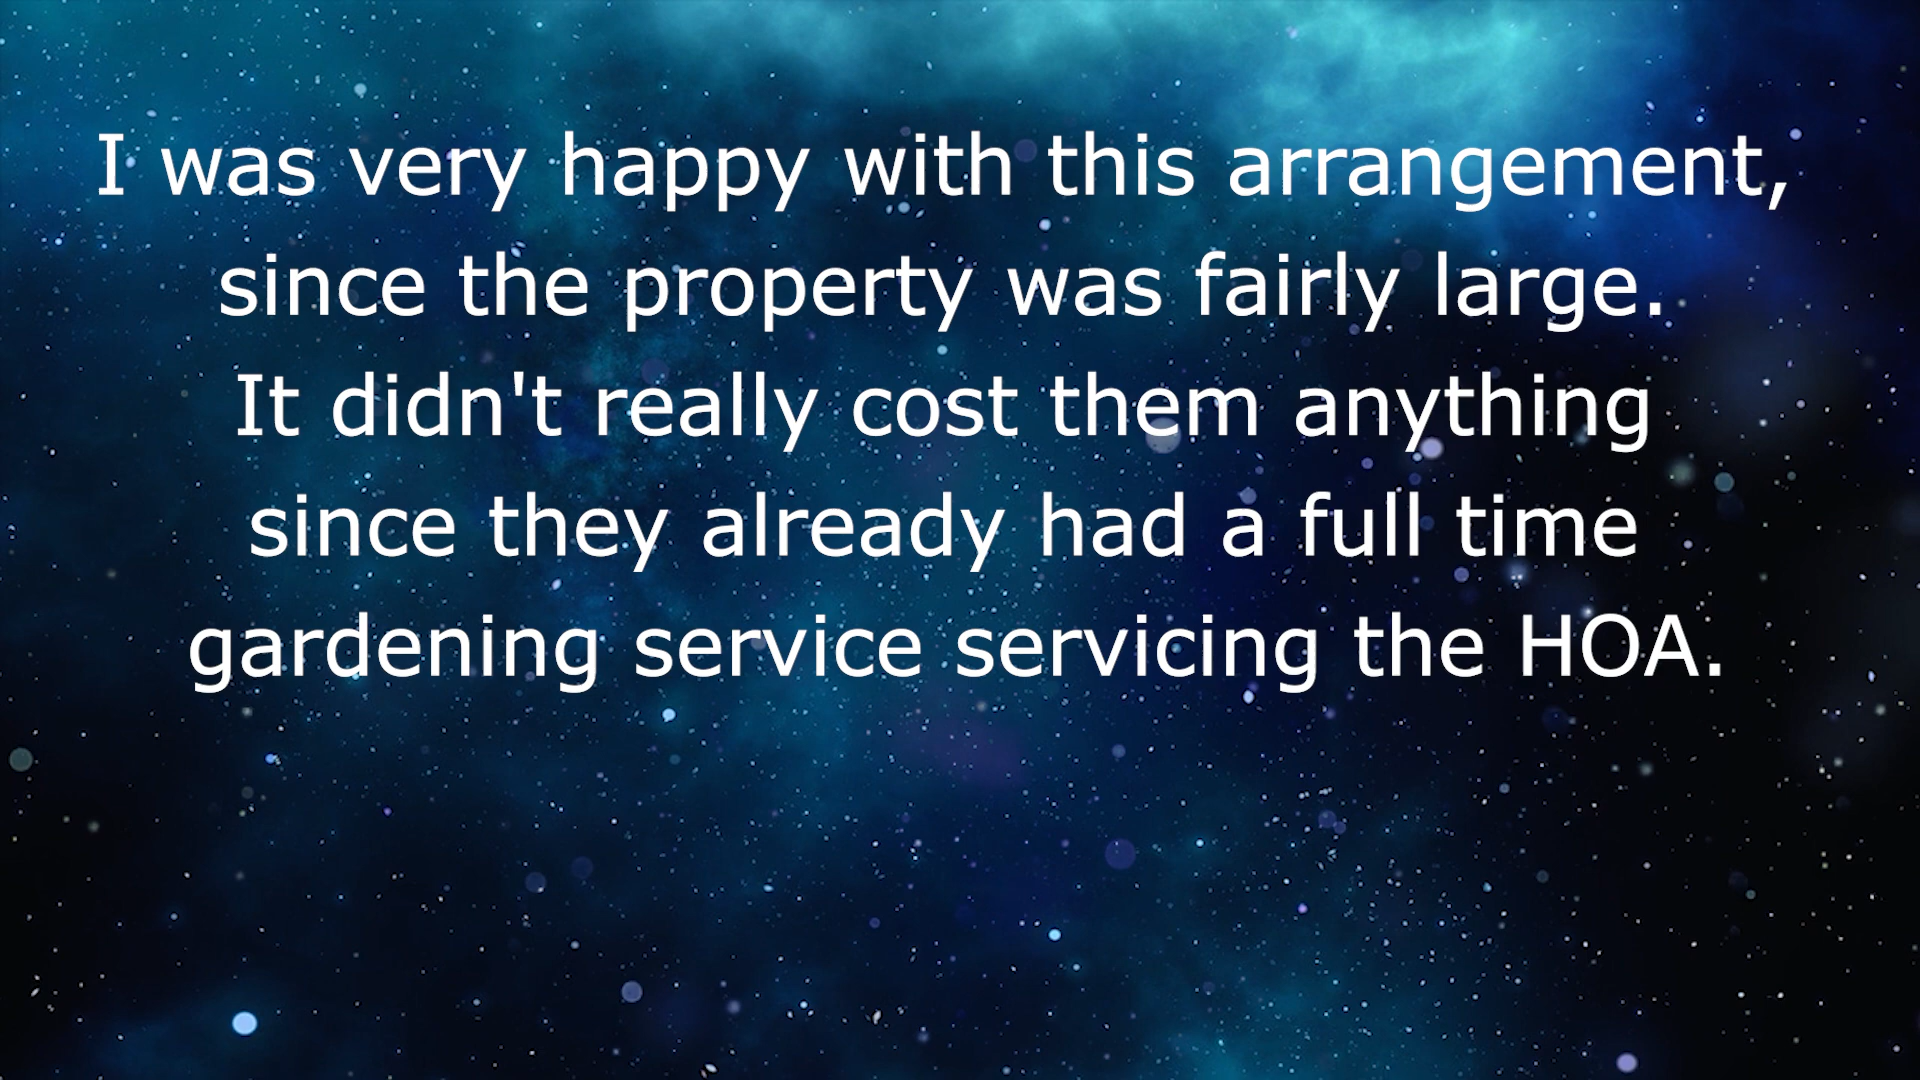 I was very happy with this arrangement,
since the property was fairly large.
It didn't really cost them anything
since they already had a full time
gardening service servicing the HOA.